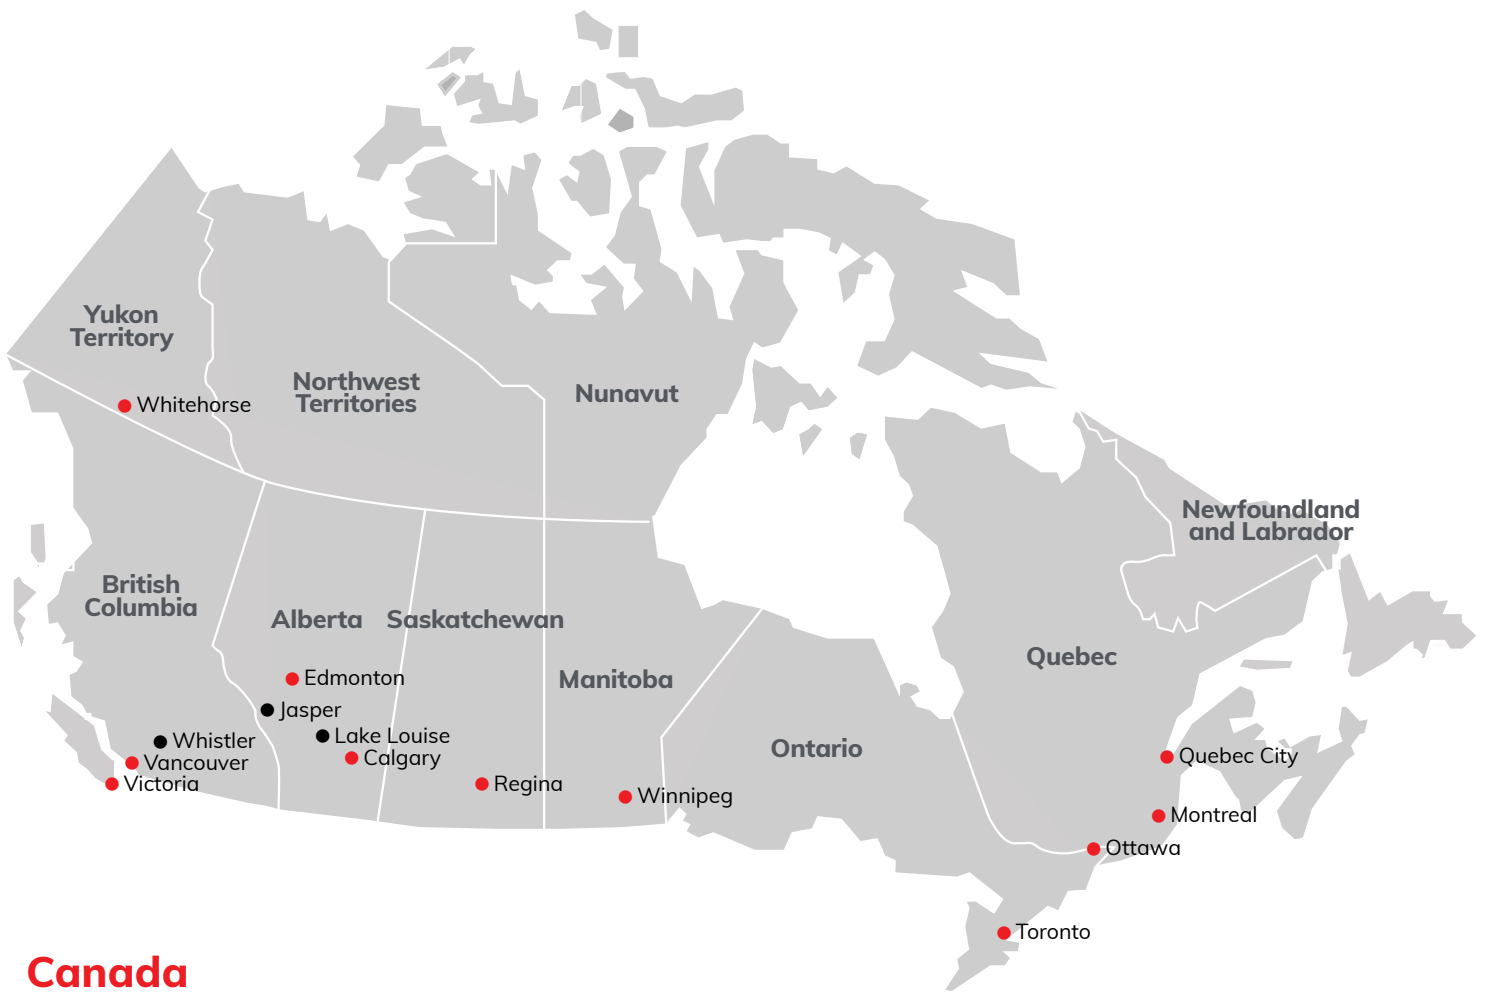 Yukon
Territory
Whitehorse
Northwest
Territories
Nunavut
Newfoundland
and Labrador
British
Columbia
Alberta
Saskatchewan
Quebec
Edmonton
Manitoba
Jasper
Lake Louise
Whistler
Ontario
Vancouver
Calgary
Quebec City
Victoria
Regina
Winnipeg
Montreal
Ottawa
Toronto
Canada